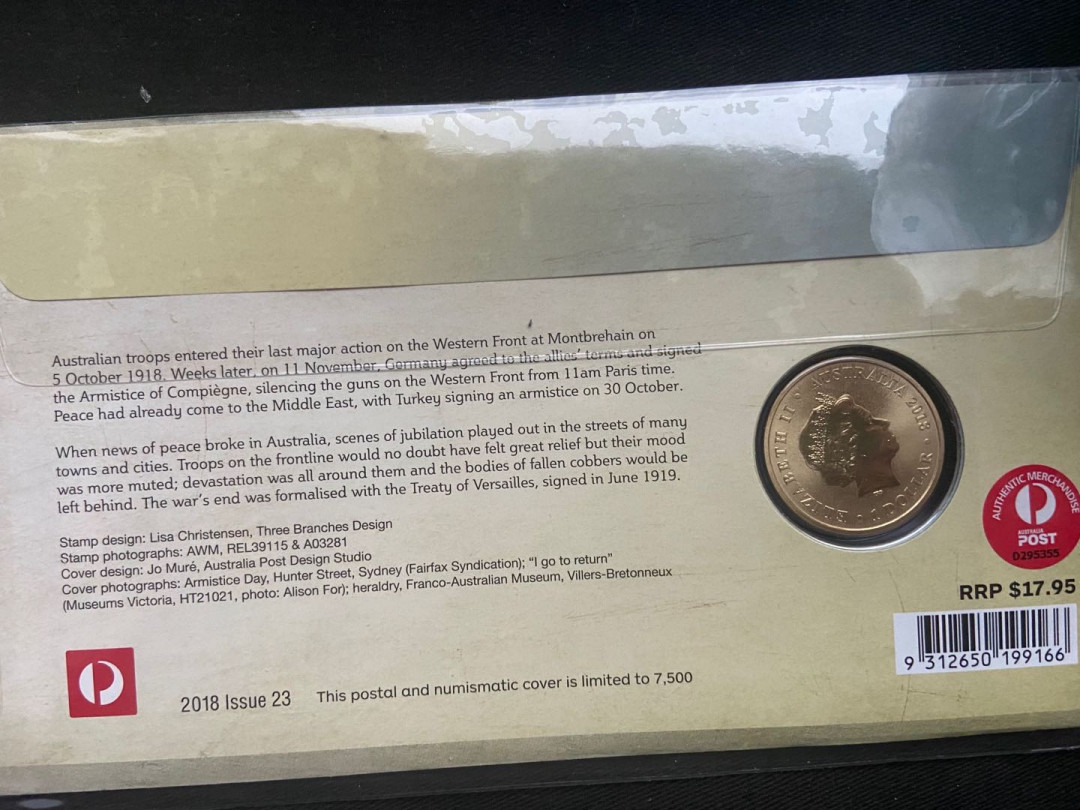 Australian troops entered their last major action on the Western Front at Montbrehain on
5 October 1918. Weeks later, on 11 November, Germany agreed to the allies' terms and signed
the Armistice of Compiègne, silencing the guns on the Western Front from 11am Paris time.
Peace had already come to the Middle East, with Turkey signing an armistice on 30 October.
When news of peace broke in Australia, scenes of jubilation played out in the streets of many
towns and cities. Troops on the frontline would no doubt have felt great relief but their mood
was more muted; devastation was all around them and the bodies of fallen cobbers would be
left behind. The war's end was formalised with the Treaty of Versailles, signed in June 1919.
Stamp design: Lisa Christensen, Three Branches Design
Stamp photographs: AWM, REL39115 & A03281
Cover design: Jo Muré, Australia Post Design Studio
Cover photographs: Armistice Day, Hunter Street, Sydney (Fairfax Syndication); "I go to return"
(Museums Victoria, HT21021, photo: Alison For); heraldry, Franco-Australian Museum, Villers-Bretonneux
2018 Issue 23 This postal and numismatic cover is limited to 7,500
ELIZABETH II • AUSTRALIA 2018 • 1 DOLLAR
AUTHENTIC MERCHANDISE
AUSTRALIA
POST
D295355
RRP $17.95
9 312650 199166